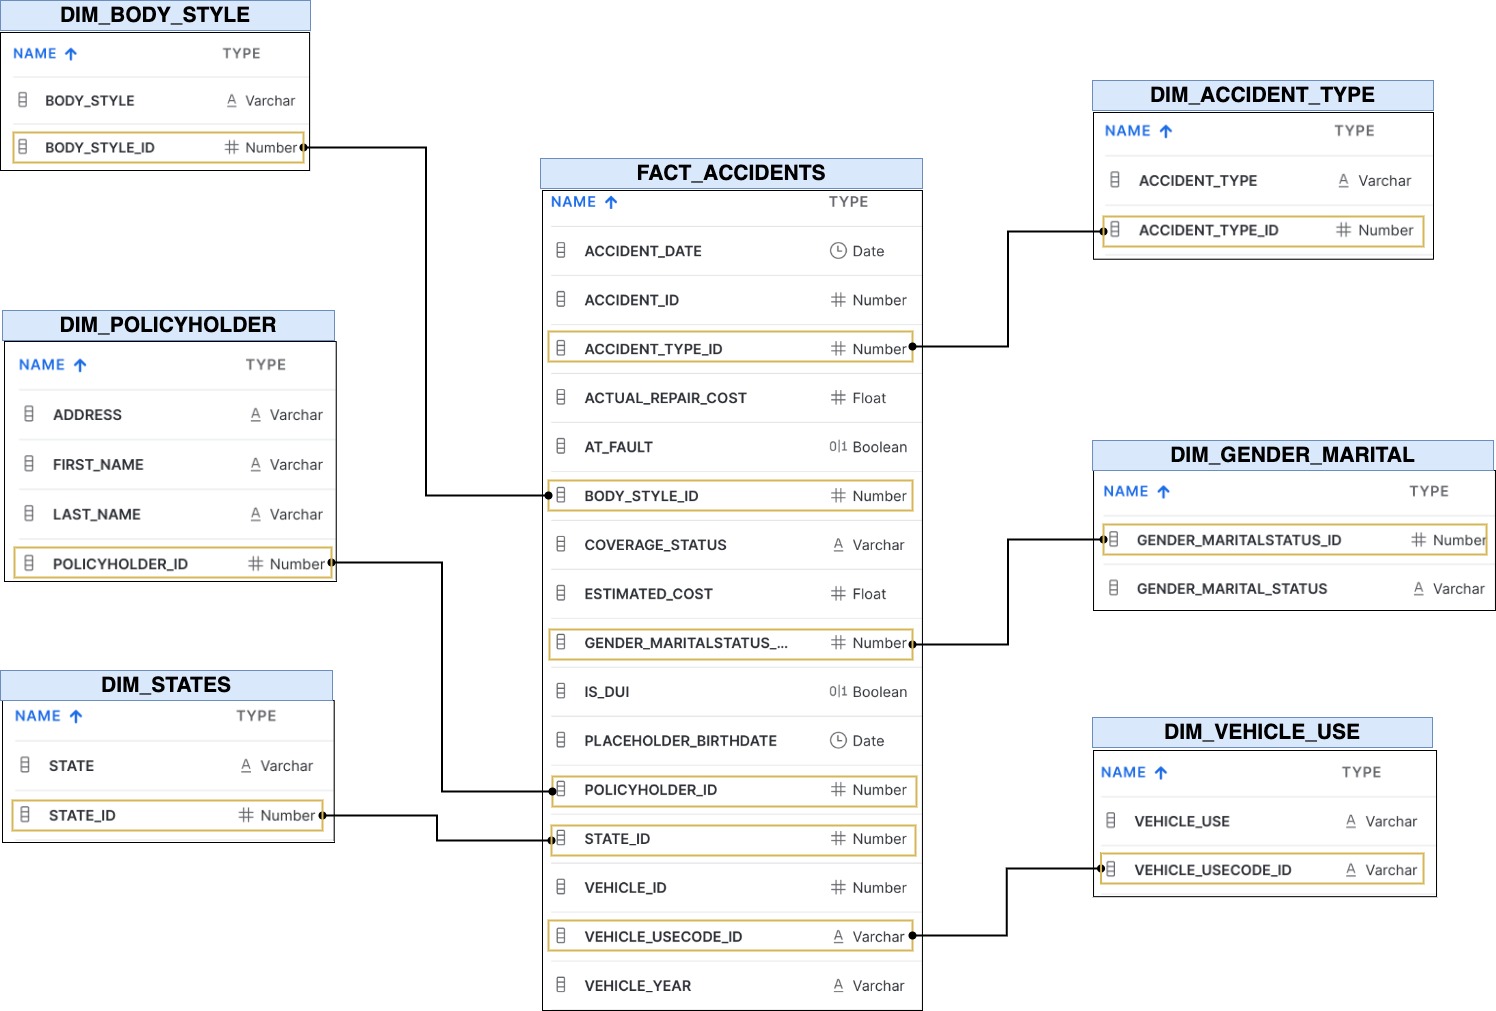 DIM_BODY_STYLE
NAME TYPE
BODY_STYLE A Varchar
BODY_STYLE_ID # Number
DIM_POLICYHOLDER
NAME TYPE
ADDRESS A Varchar
FIRST_NAME A Varchar
LAST_NAME A Varchar
POLICYHOLDER_ID # Number
DIM_STATES
NAME TYPE
STATE A Varchar
STATE_ID # Number
FACT_ACCIDENTS
NAME TYPE
ACCIDENT_DATE Date
ACCIDENT_ID # Number
ACCIDENT_TYPE_ID # Number
ACTUAL_REPAIR_COST # Float
AT_FAULT 0|1 Boolean
BODY_STYLE_ID # Number
COVERAGE_STATUS A Varchar
ESTIMATED_COST # Float
GENDER_MARITALSTATUS_... # Number
IS_DUI 0|1 Boolean
PLACEHOLDER_BIRTHDATE Date
POLICYHOLDER_ID # Number
STATE_ID # Number
VEHICLE_ID # Number
VEHICLE_USECODE_ID A Varchar
VEHICLE_YEAR A Varchar
DIM_ACCIDENT_TYPE
NAME TYPE
ACCIDENT_TYPE A Varchar
ACCIDENT_TYPE_ID # Number
DIM_GENDER_MARITAL
NAME TYPE
GENDER_MARITALSTATUS_ID # Number
GENDER_MARITAL_STATUS A Varchar
DIM_VEHICLE_USE
NAME TYPE
VEHICLE_USE A Varchar
VEHICLE_USECODE_ID A Varchar